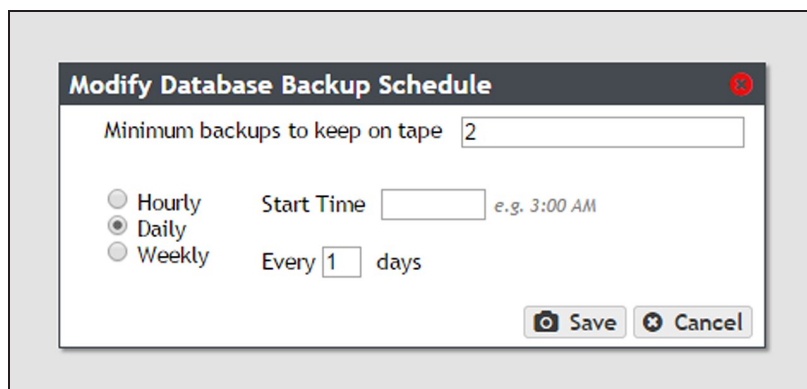 Modify Database Backup Schedule
Minimum backups to keep on tape 2
Hourly Start Time e.g. 3:00 AM
Daily
Weekly Every 1 days
Save Cancel